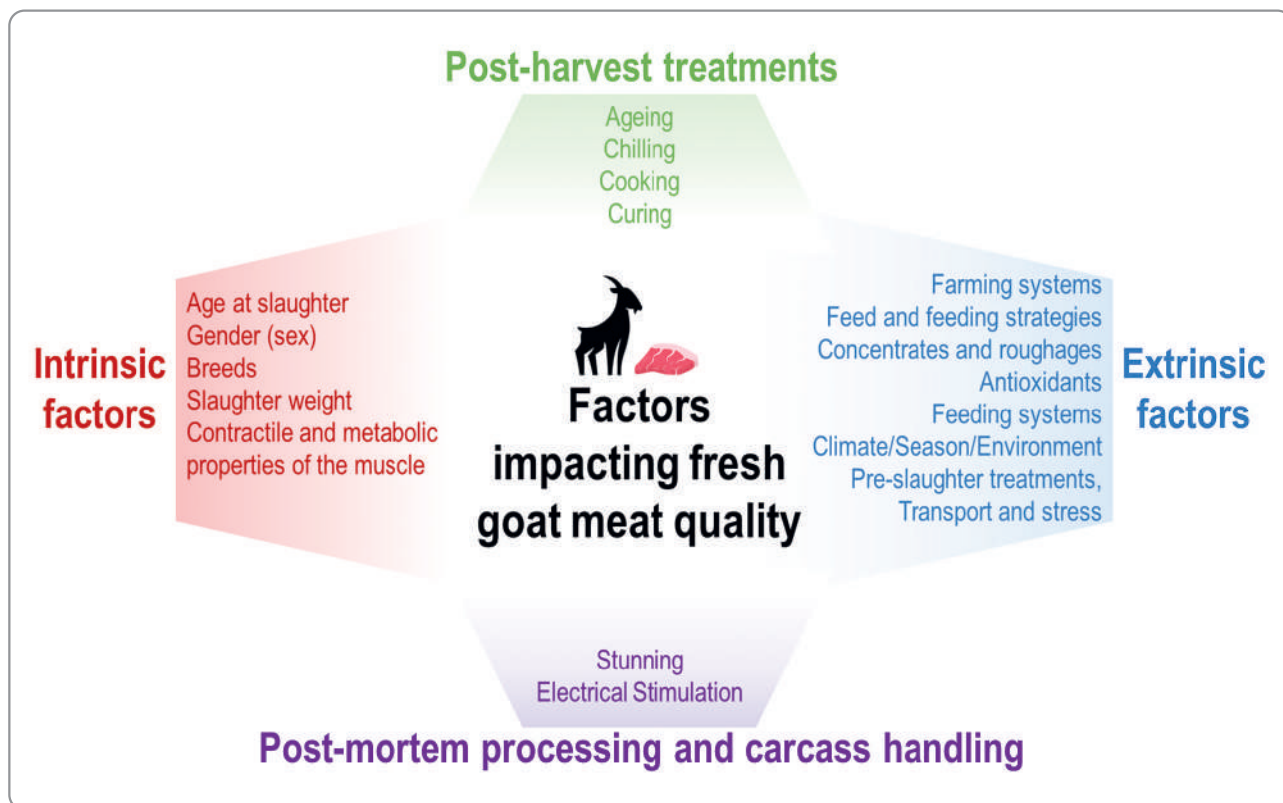 Post-harvest treatments
Ageing
Chilling
Cooking
Curing
Intrinsic
factors
Age at slaughter
Gender (sex)
Breeds
Slaughter weight
Contractile and metabolic
properties of the muscle
Factors
impacting fresh
goat meat quality
Farming systems
Feed and feeding strategies
Concentrates and roughages
Antioxidants
Feeding systems
Climate/Season/Environment
Pre-slaughter treatments,
Transport and stress
Extrinsic
factors
Stunning
Electrical Stimulation
Post-mortem processing and carcass handling